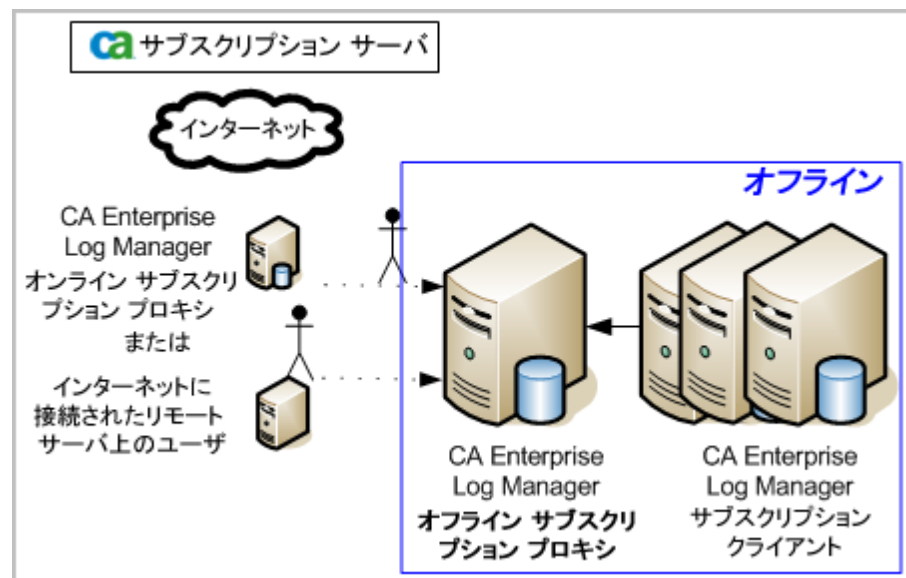 ca サブスクリプション サーバ
インターネット
オフライン
CA Enterprise
Log Manager
オンライン サブスクリ
プション プロキシ
または
インターネットに
接続されたリモート
サーバ上のユーザ
CA Enterprise
Log Manager
オフライン サブスクリ
プション プロキシ
CA Enterprise
Log Manager
サブスクリプション
クライアント